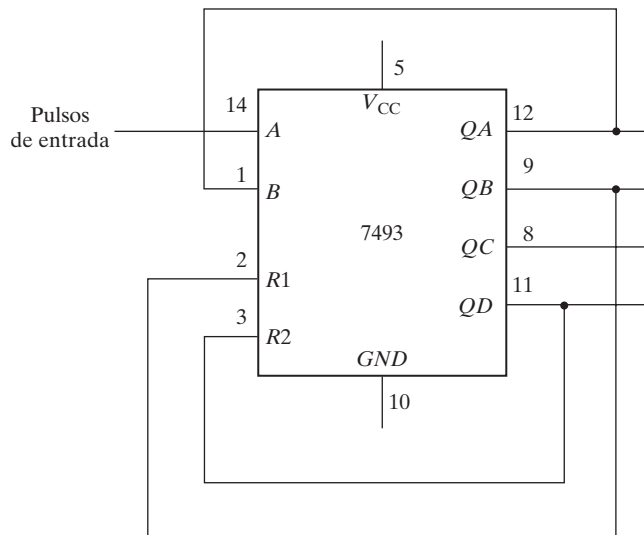 5
14
V_CC
12
Pulsos
de entrada
A
QA
9
1
B
QB
7493
8
QC
2
11
R1
QD
3
R2
GND
10